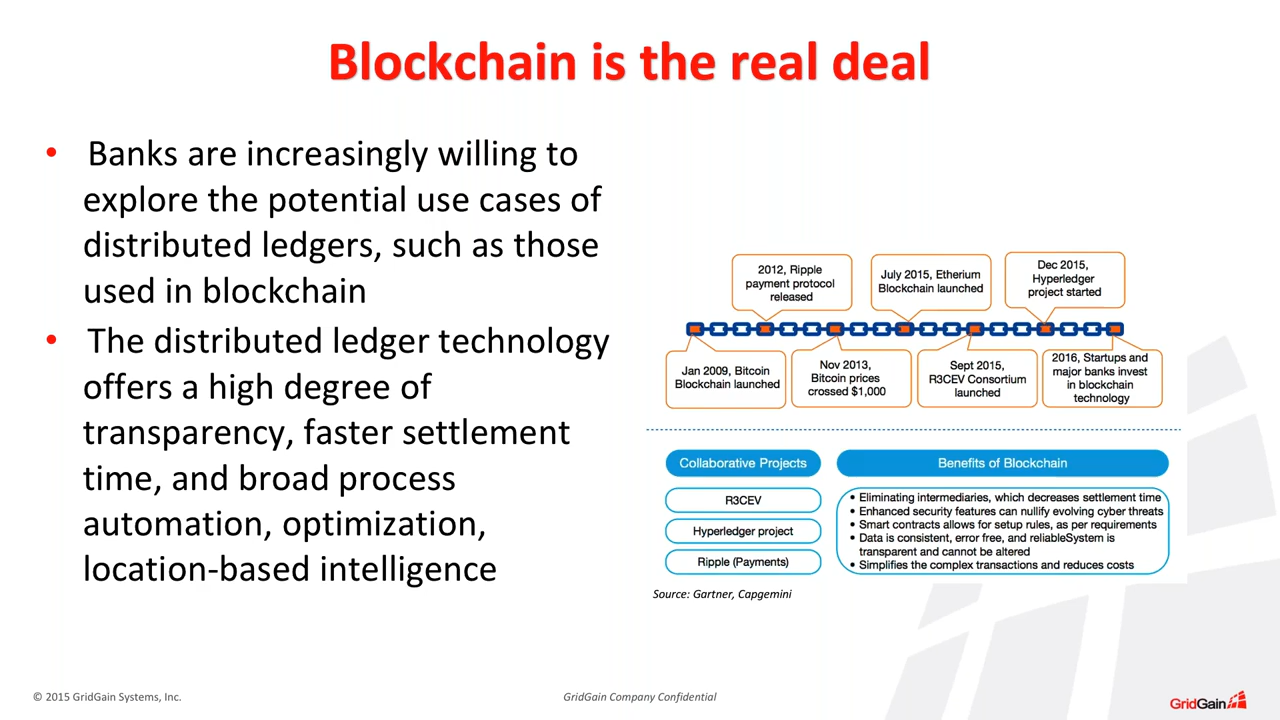 Blockchain is the real deal
• Banks are increasingly willing to
explore the potential use cases of
distributed ledgers, such as those
used in blockchain
• The distributed ledger technology
offers a high degree of
transparency, faster settlement
time, and broad process
automation, optimization,
location-based intelligence
2012, Ripple
payment protocol
released
July 2015, Etherium
Blockchain launched
Dec 2015,
Hyperledger
project started
Jan 2009, Bitcoin
Blockchain launched
Nov 2013,
Bitcoin prices
crossed $1,000
Sept 2015,
R3CEV Consortium
launched
2016, Startups and
major banks invest
in blockchain
technology
Collaborative Projects
R3CEV
Hyperledger project
Ripple (Payments)
Benefits of Blockchain
• Eliminating intermediaries, which decreases settlement time
• Enhanced security features can nullify evolving cyber threats
• Smart contracts allows for setup rules, as per requirements
• Data is consistent, error free, and reliableSystem is
transparent and cannot be altered
• Simplifies the complex transactions and reduces costs
Source: Gartner, Capgemini
© 2015 GridGain Systems, Inc.
GridGain Company Confidential
GridGain